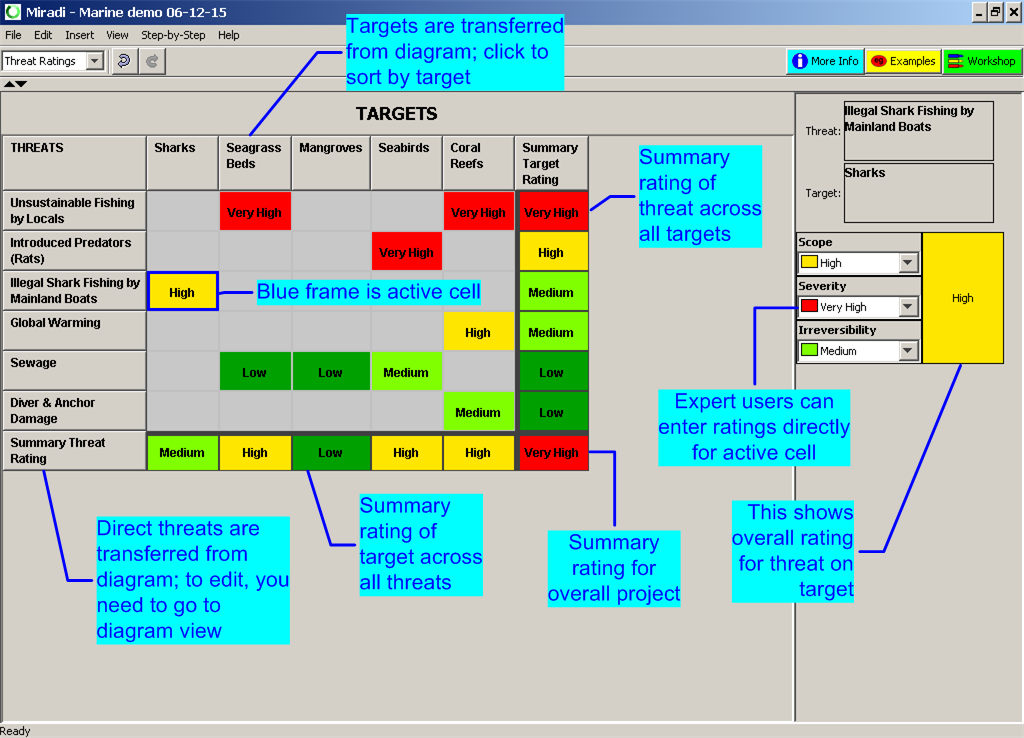 Miradi - Marine demo 06-12-15
File Edit Insert View Step-by-Step Help
Targets are transferred
from diagram; click to
sort by target
Threat Ratings
More Info
Examples
Workshop
TARGETS
THREATS
Sharks
Seagrass
Beds
Mangroves
Seabirds
Coral
Reefs
Summary
Target
Rating
Unsustainable Fishing
by Locals
Very High
Very High
Very High
Introduced Predators
(Rats)
Very High
High
Illegal Shark Fishing by
Mainland Boats
High
Blue frame is active cell
Medium
Global Warming
High
Medium
Sewage
Low
Low
Medium
Low
Diver & Anchor
Damage
Medium
Low
Summary Threat
Rating
Medium
High
Low
High
High
Very High
Summary
rating of
threat across
all targets
Threat:
Illegal Shark Fishing by
Mainland Boats
Target:
Sharks
Scope
High
Severity
Very High
Irreversibility
Medium
High
Expert users can
enter ratings directly
for active cell
Direct threats are
transferred from
diagram; to edit, you
need to go to
diagram view
Summary
rating of
target across
all threats
Summary
rating for
overall project
This shows
overall rating
for threat on
target
Ready